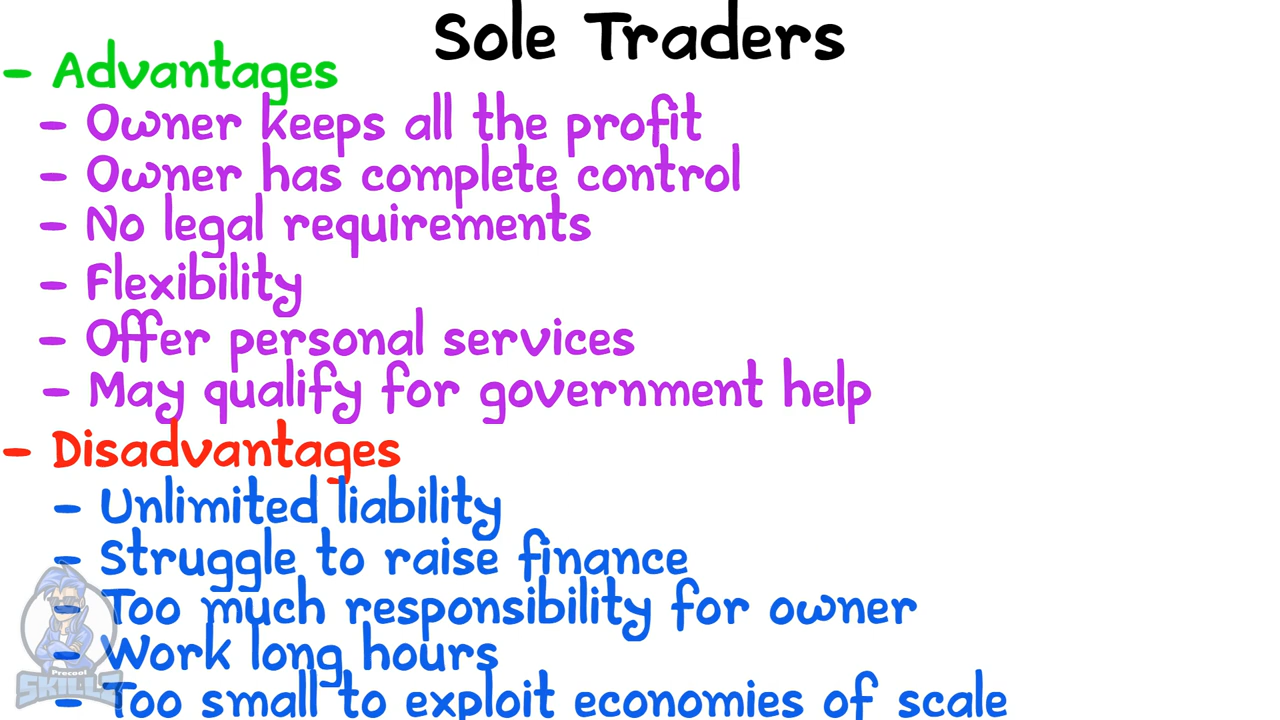 Sole Traders
- Advantages
- Owner keeps all the profit
- Owner has complete control
- No legal requirements
- Flexibility
- Offer personal services
- May qualify for government help
- Disadvantages
- Unlimited liability
- Struggle to raise finance
- Too much responsibility for owner
- Work long hours
- Too small to exploit economies of scale
Precool
SKILLZ